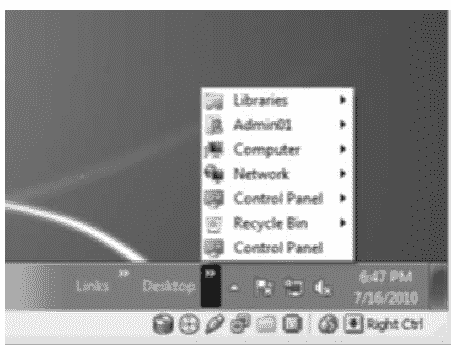 Libraries
Admin01
Computer
Network
Control Panel
Recycle Bin
Control Panel
Links » Desktop » 6:47 PM
7/16/2010
Right Ctrl